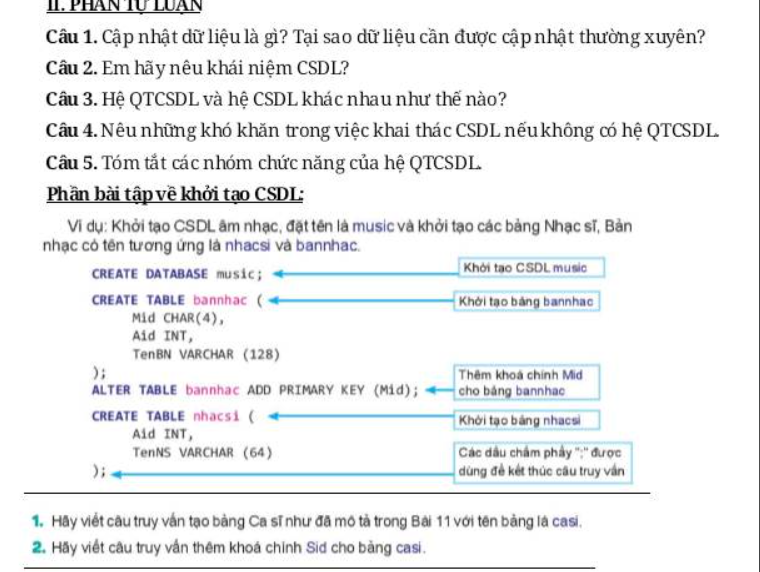 II. PHẦN TỰ LUẬN
Câu 1. Cập nhật dữ liệu là gì? Tại sao dữ liệu cần được cập nhật thường xuyên?
Câu 2. Em hãy nêu khái niệm CSDL?
Câu 3. Hệ QTCSDL và hệ CSDL khác nhau như thế nào?
Câu 4. Nêu những khó khăn trong việc khai thác CSDL nếu không có hệ QTCSDL.
Câu 5. Tóm tắt các nhóm chức năng của hệ QTCSDL.
Phần bài tập về khởi tạo CSDL:
Ví dụ: Khởi tạo CSDL âm nhạc, đặt tên là music và khởi tạo các bảng Nhạc sĩ, Bản
nhạc có tên tương ứng là nhacsi và bannhac.
CREATE DATABASE music;
Khởi tạo CSDL music
CREATE TABLE bannhac (
Khởi tạo bảng bannhac
Mid CHAR(4),
Aid INT,
TenBN VARCHAR (128)
);
ALTER TABLE bannhac ADD PRIMARY KEY (Mid);
Thêm khoá chính Mid
cho bảng bannhac
CREATE TABLE nhacsi (
Khởi tạo bảng nhacsi
Aid INT,
TenNS VARCHAR (64)
);
Các dấu chấm phẩy ";" được
dùng để kết thúc câu truy vấn
1. Hãy viết câu truy vấn tạo bảng Ca sĩ như đã mô tả trong Bài 11 với tên bảng là casi.
2. Hãy viết câu truy vấn thêm khoá chính Sid cho bảng casi.